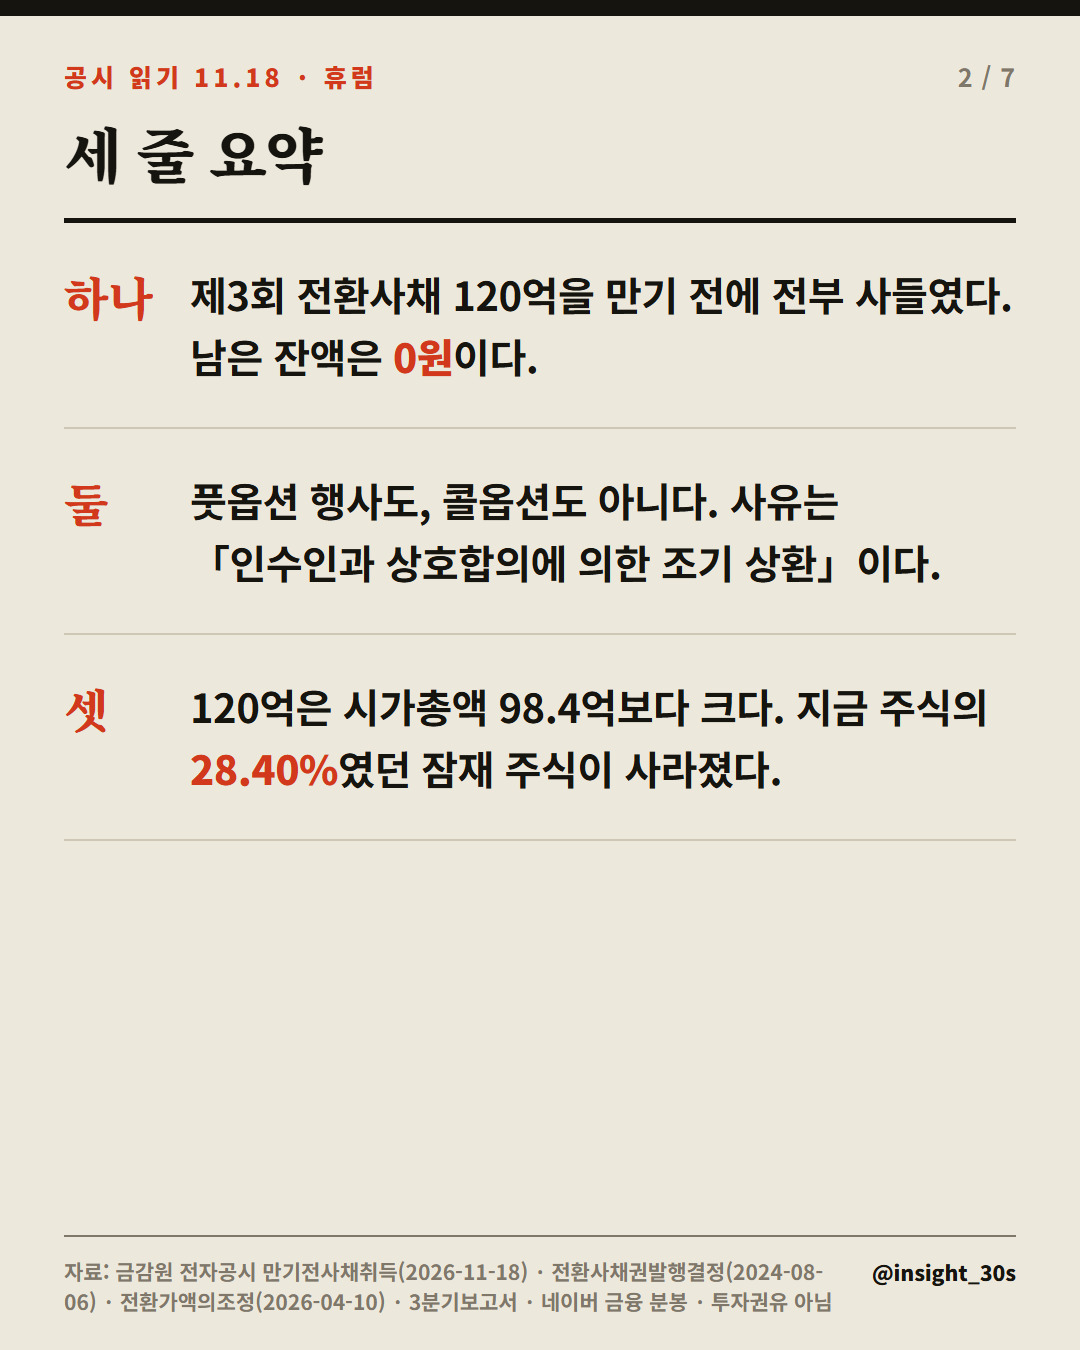 공시 읽기 11.18 · 휴럼
2 / 7
세 줄 요약
하나
제3회 전환사채 120억을 만기 전에 전부 사들였다.
남은 잔액은 0원이다.
둘
풋옵션 행사도, 콜옵션도 아니다. 사유는
「인수인과 상호합의에 의한 조기 상환」이다.
셋
120억은 시가총액 98.4억보다 크다. 지금 주식의
28.40%였던 잠재 주식이 사라졌다.
자료: 금감원 전자공시 만기전사채취득(2026-11-18) · 전환사채권발행결정(2024-08-
06) · 전환가액의조정(2026-04-10) · 3분기보고서 · 네이버 금융 분봉 · 투자권유 아님
@insight_30s